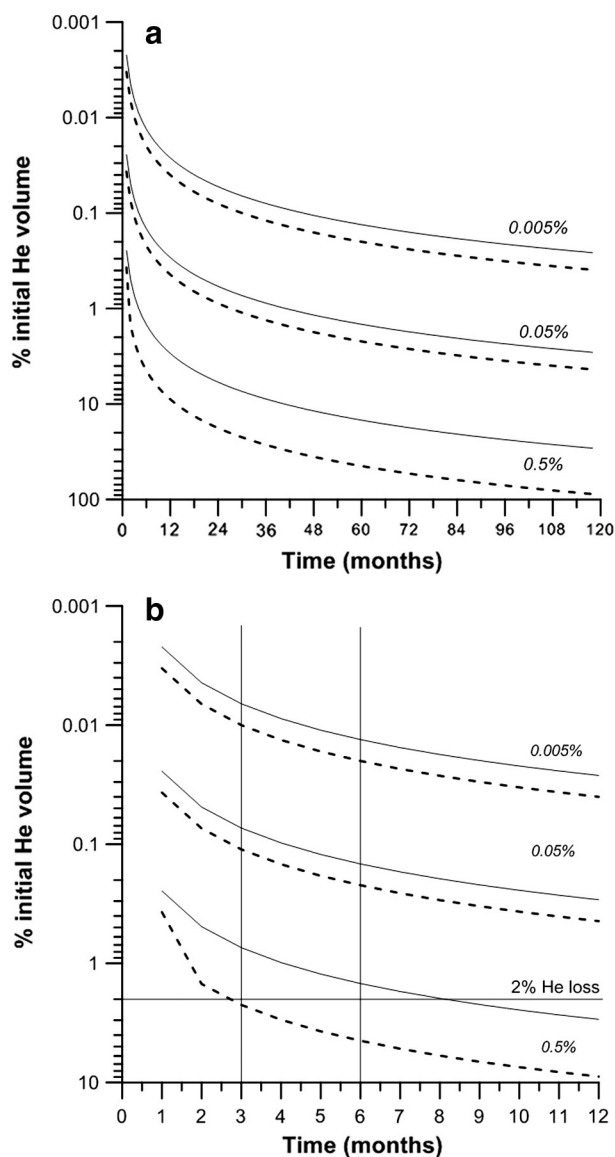 a
% initial He volume
0.001
0.01
0.1
1
10
100
0.005%
0.05%
0.5%
0 12 24 36 48 60 72 84 96 108 120
Time (months)
b
% initial He volume
0.001
0.01
0.1
1
10
0.005%
0.05%
2% He loss
0.5%
0 1 2 3 4 5 6 7 8 9 10 11 12
Time (months)